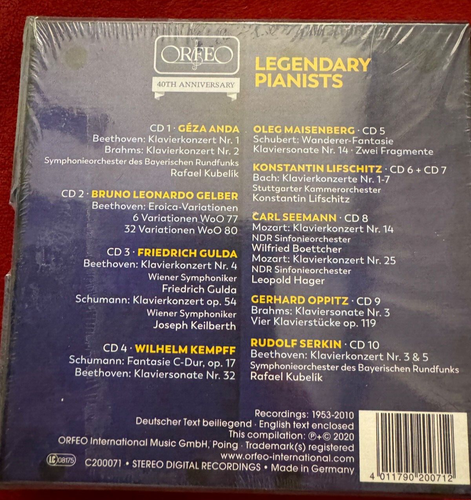 ORFEO
40TH ANNIVERSARY
LEGENDARY
PIANISTS
CD 1 · GÉZA ANDA
Beethoven: Klavierkonzert Nr. 1
Brahms: Klavierkonzert Nr. 2
Symphonieorchester des Bayerischen Rundfunks
Rafael Kubelik
CD 2 · BRUNO LEONARDO GELBER
Beethoven: Eroica-Variationen
6 Variationen WoO 77
32 Variationen WoO 80
CD 3 · FRIEDRICH GULDA
Beethoven: Klavierkonzert Nr. 4
Wiener Symphoniker
Friedrich Gulda
Schumann: Klavierkonzert op. 54
Wiener Symphoniker
Joseph Keilberth
CD 4 · WILHELM KEMPFF
Schumann: Fantasie C-Dur, op. 17
Beethoven: Klaviersonate Nr. 32
OLEG MAISENBERG · CD 5
Schubert: Wanderer-Fantasie
Klaviersonate Nr. 14 · Zwei Fragmente
KONSTANTIN LIFSCHITZ · CD 6 + CD 7
Bach: Klavierkonzerte Nr. 1-7
Stuttgarter Kammerorchester
Konstantin Lifschitz
CARL SEEMANN · CD 8
Mozart: Klavierkonzert Nr. 14
NDR Sinfonieorchester
Wilfried Boettcher
Mozart: Klavierkonzert Nr. 25
NDR Sinfonieorchester
Leopold Hager
GERHARD OPPITZ · CD 9
Brahms: Klaviersonate Nr. 3
Vier Klavierstücke op. 119
RUDOLF SERKIN · CD 10
Beethoven: Klavierkonzert Nr. 3 & 5
Symphonieorchester des Bayerischen Rundfunks
Rafael Kubelik
Recordings: 1953-2010
Deutscher Text beiliegend · English text enclosed
This compilation: ℗+© 2020
ORFEO International Music GmbH, Poing · Trademark(s) registered
www.orfeo-international.com
LC 08175
C200071 · STEREO DIGITAL RECORDINGS · Made in Germany
4 011790 200712